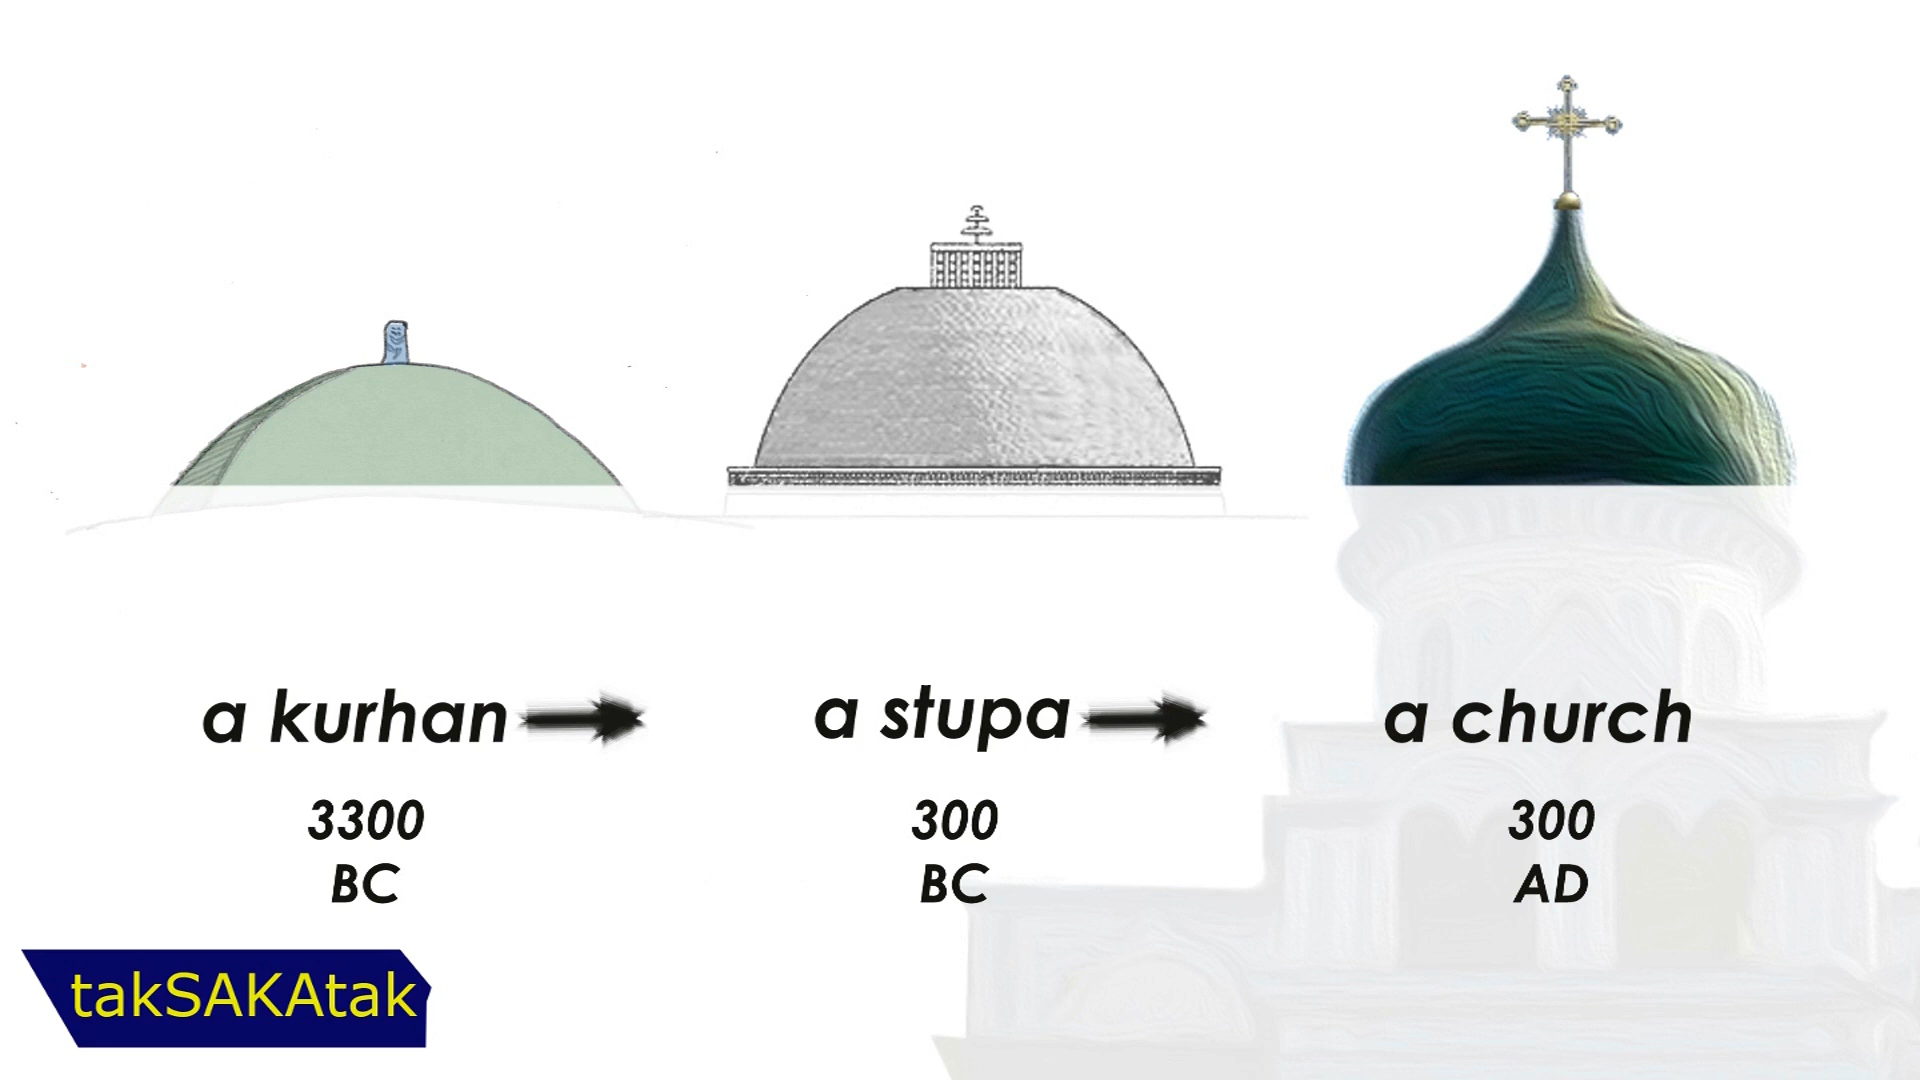 a kurhan
a stupa
a church
3300
BC
300
BC
300
AD
takSAKAtak